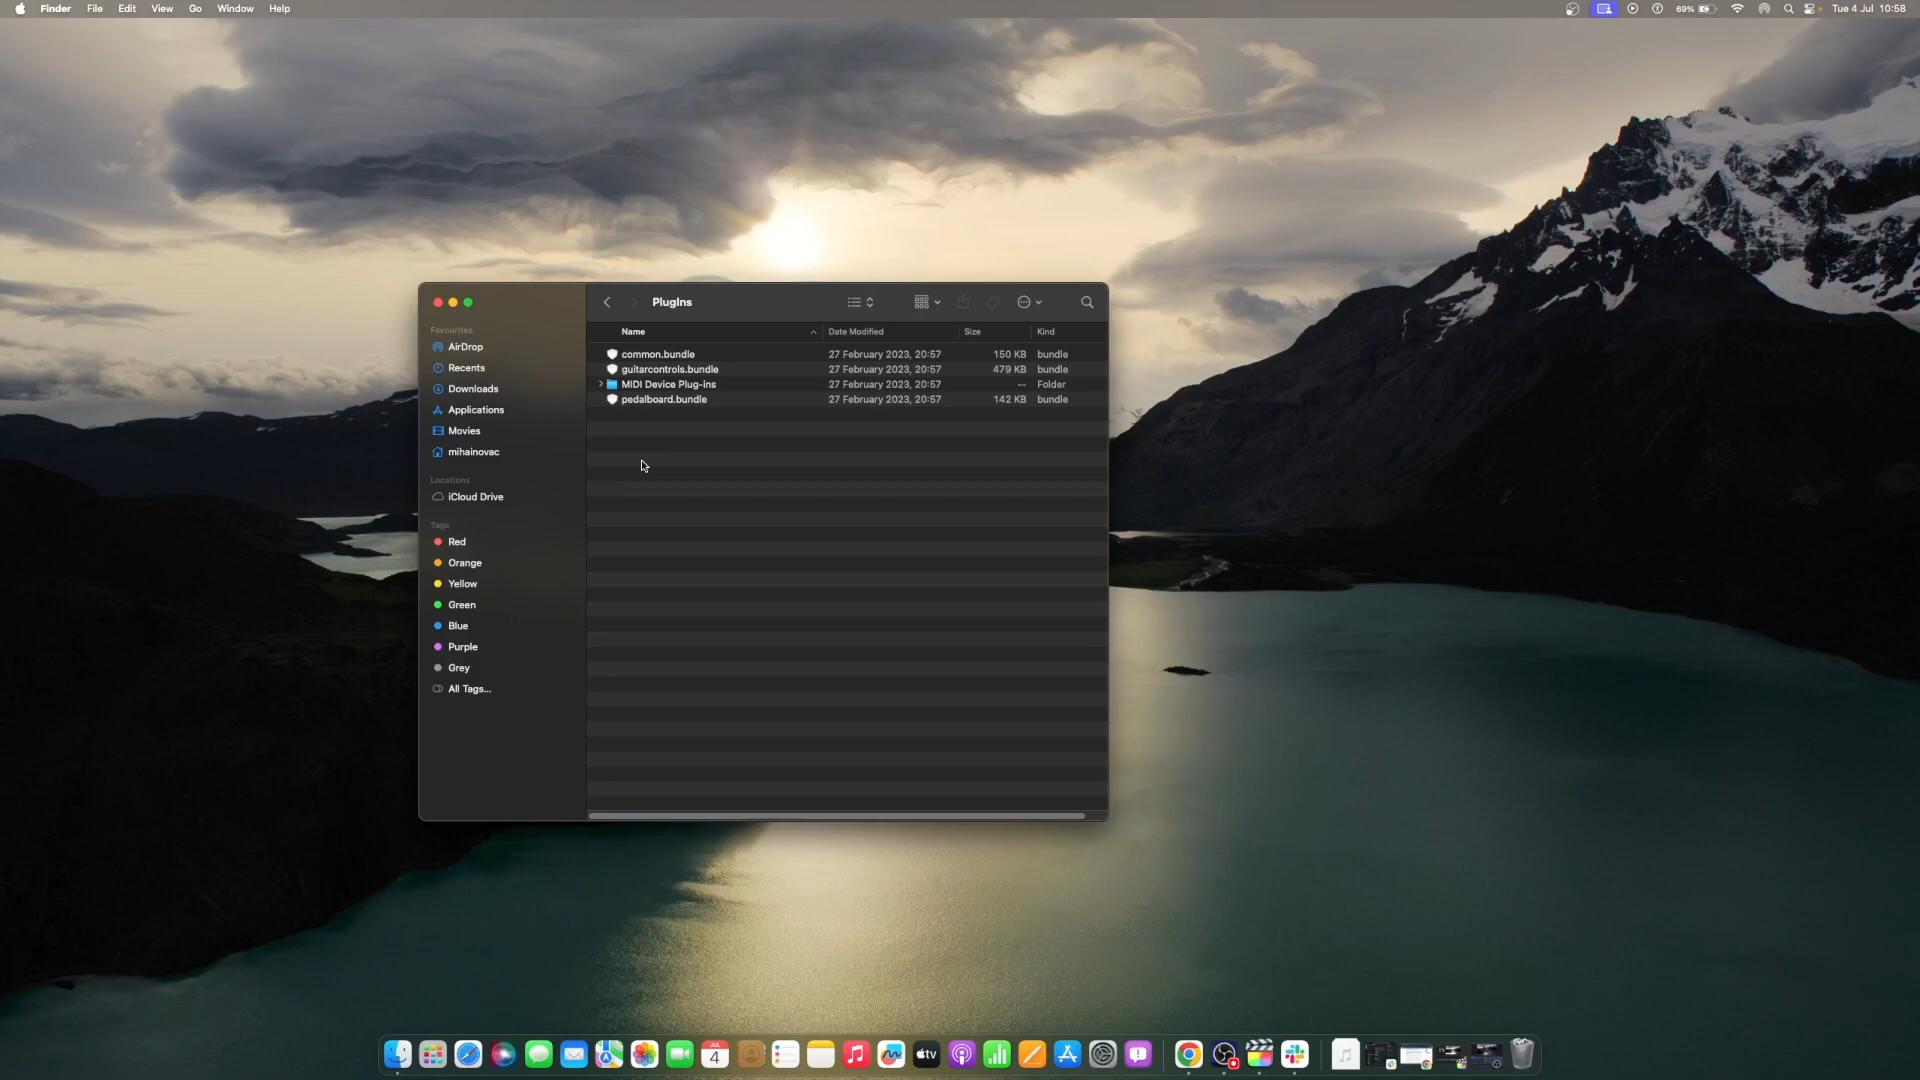 Finder File Edit View Go Window Help
69% Tue 4 Jul 10:58
PlugIns
Favourites
AirDrop
Recents
Downloads
Applications
Movies
mihainovac
Locations
iCloud Drive
Tags
Red
Orange
Yellow
Green
Blue
Purple
Grey
All Tags...
Name Date Modified Size Kind
common.bundle 27 February 2023, 20:57 150 KB bundle
guitarcontrols.bundle 27 February 2023, 20:57 479 KB bundle
MIDI Device Plug-ins 27 February 2023, 20:57 -- Folder
pedalboard.bundle 27 February 2023, 20:57 142 KB bundle
JUL
4
tv